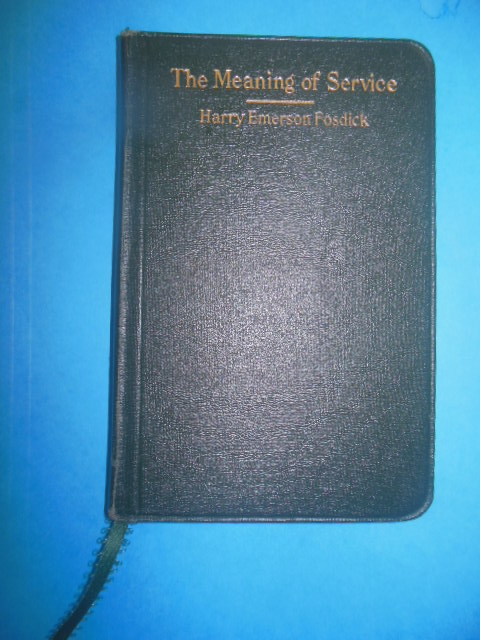 The Meaning of Service
Harry Emerson Fosdick